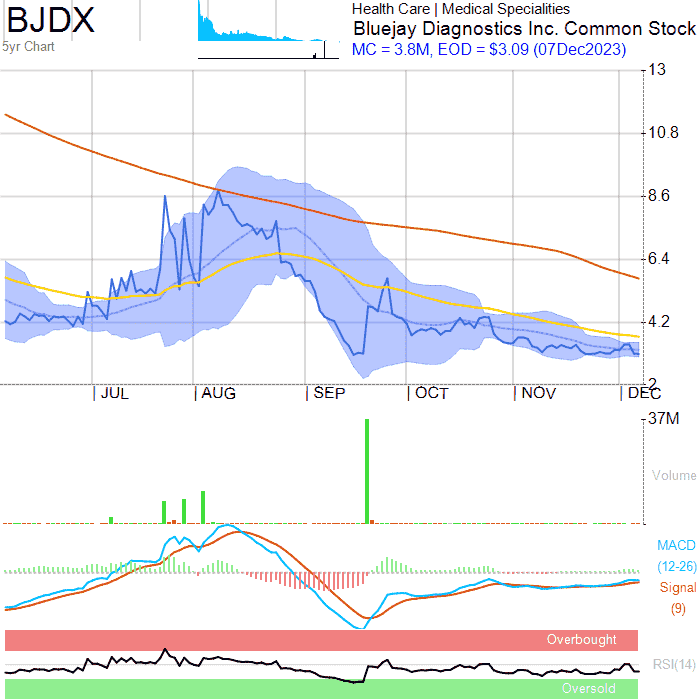 BJDX
5yr Chart
Health Care | Medical Specialities
Bluejay Diagnostics Inc. Common Stock
MC = 3.8M, EOD = $3.09 (07Dec2023)
13
10.8
8.6
6.4
4.2
2
JUL AUG SEP OCT NOV DEC
37M
Volume
MACD
(12-26)
Signal
(9)
Overbought
RSI(14)
Oversold